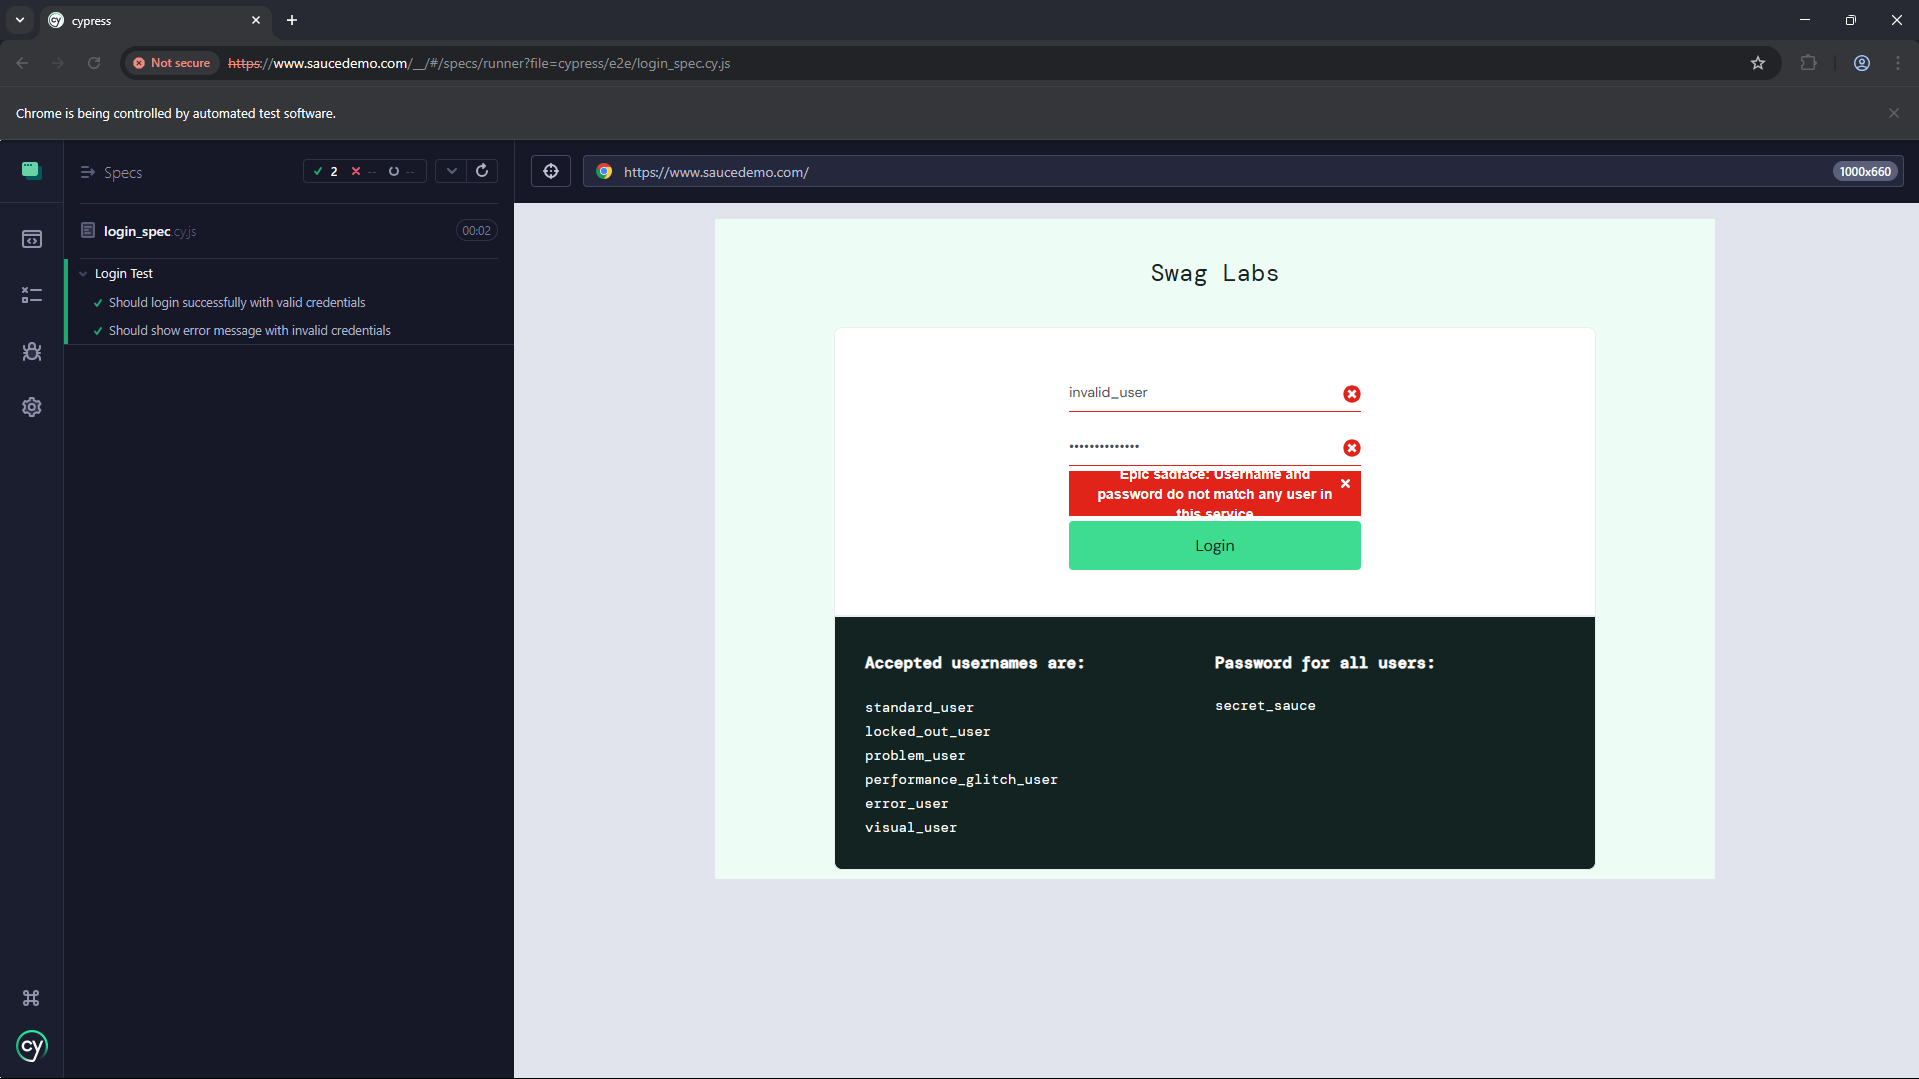 cypress
Not secure
https://www.saucedemo.com/__/#/specs/runner?file=cypress/e2e/login_spec.cy.js
Chrome is being controlled by automated test software.
Specs
2 -- --
https://www.saucedemo.com/
1000x660
login_spec.cy.js
00:02
Login Test
Should login successfully with valid credentials
Should show error message with invalid credentials
Swag Labs
invalid_user
••••••••••••••
Epic sadface: Username and
password do not match any user in
this service
Login
Accepted usernames are:
standard_user
locked_out_user
problem_user
performance_glitch_user
error_user
visual_user
Password for all users:
secret_sauce
cy